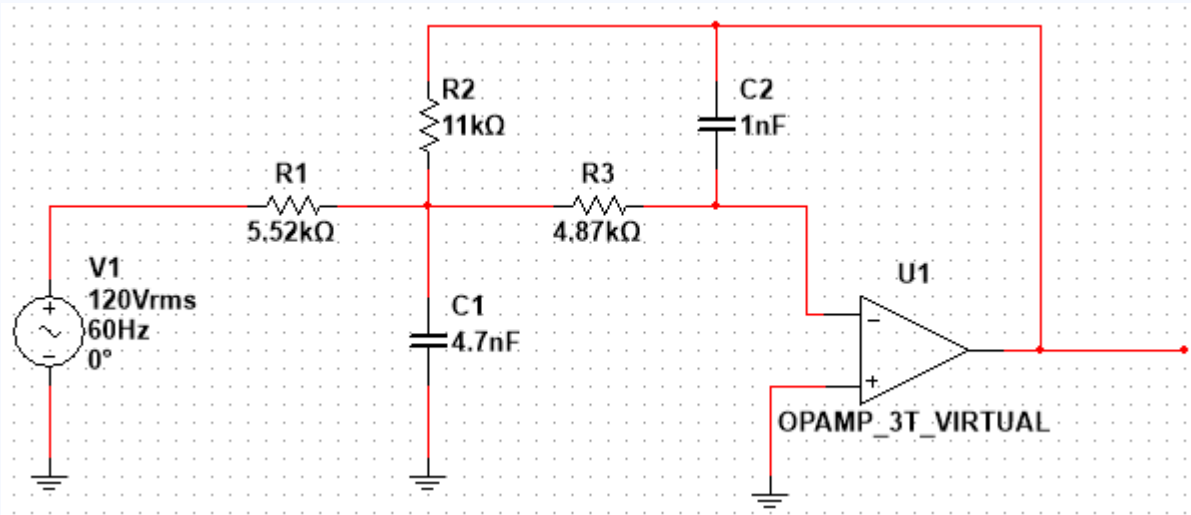 R2
11kΩ
C2
1nF
R1
5.52kΩ
R3
4.87kΩ
V1
120Vrms
60Hz
0°
C1
4.7nF
U1
OPAMP_3T_VIRTUAL